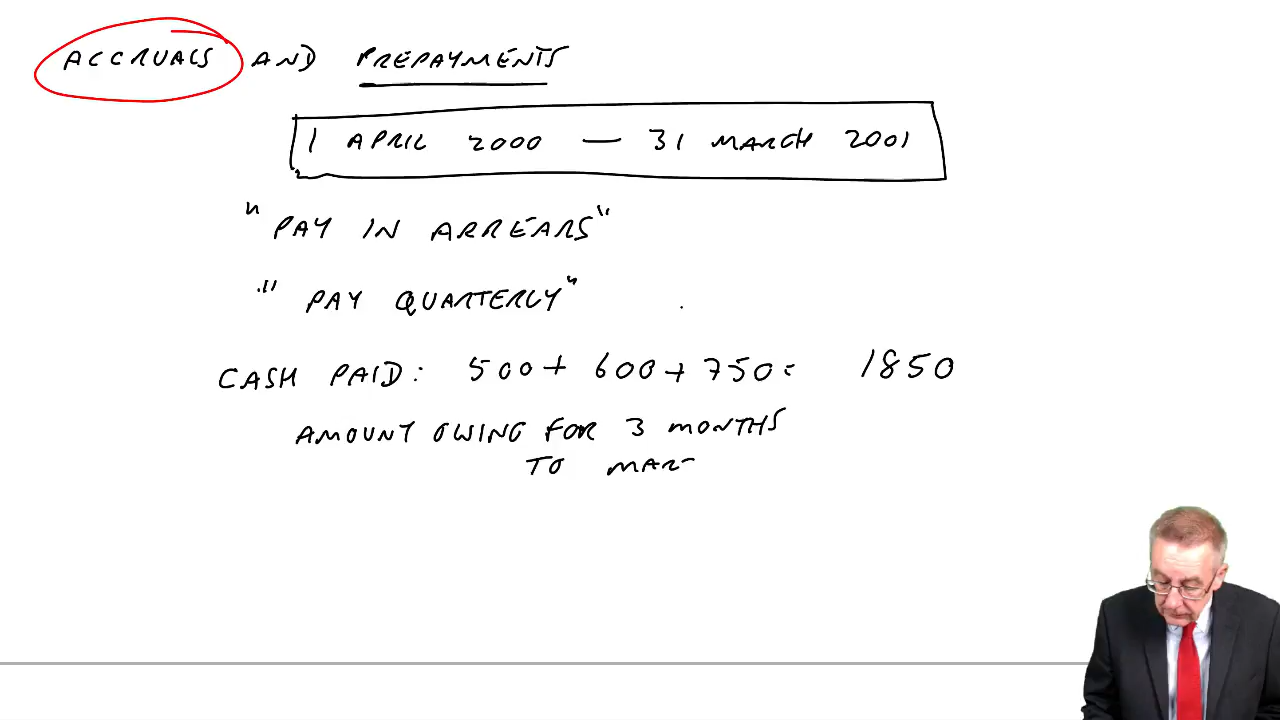 ACCRUALS AND PREPAYMENTS
1 APRIL 2000 — 31 MARCH 2001
"PAY IN ARREARS"
"PAY QUARTERLY"
CASH PAID: 500 + 600 + 750 = 1850
AMOUNT OWING FOR 3 MONTHS
TO MAR